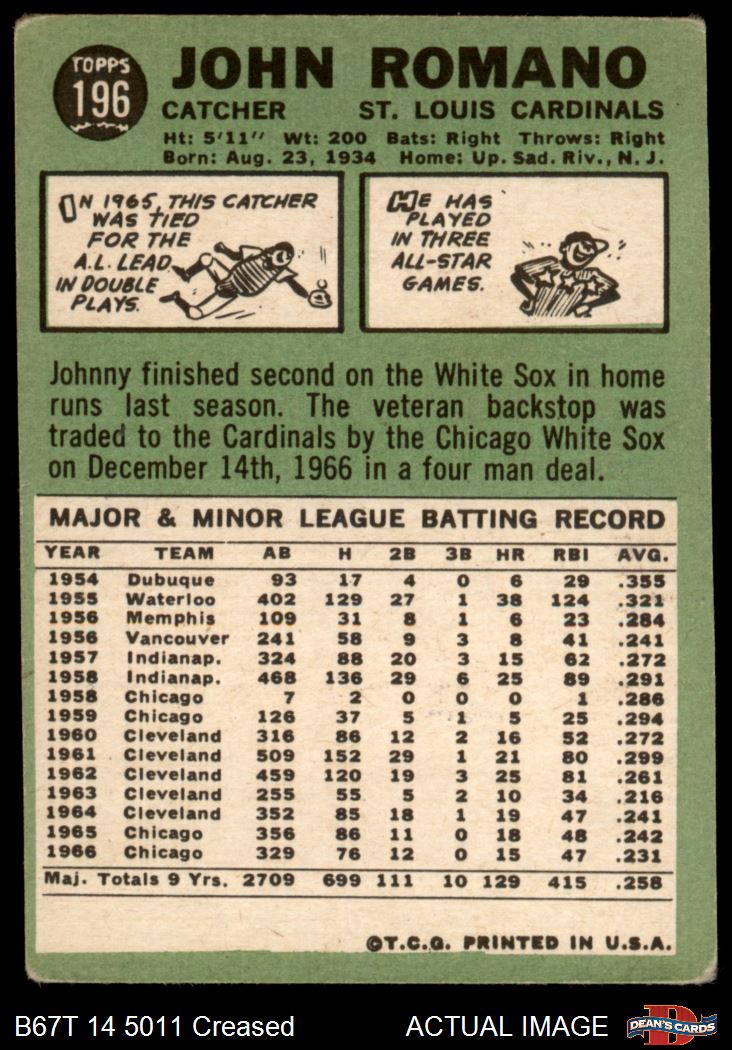 TOPPS
196
JOHN ROMANO
CATCHER ST. LOUIS CARDINALS
Ht: 5'11" Wt: 200 Bats: Right Throws: Right
Born: Aug. 23, 1934 Home: Up. Sad. Riv., N. J.
IN 1965, THIS CATCHER
WAS TIED
FOR THE
A.L. LEAD
IN DOUBLE
PLAYS.
HE HAS
PLAYED
IN THREE
ALL-STAR
GAMES.
Johnny finished second on the White Sox in home
runs last season. The veteran backstop was
traded to the Cardinals by the Chicago White Sox
on December 14th, 1966 in a four man deal.
MAJOR & MINOR LEAGUE BATTING RECORD
YEAR TEAM AB H 2B 3B HR RBI AVG.
1954 Dubuque 93 17 4 0 6 29 .355
1955 Waterloo 402 129 27 1 38 124 .321
1956 Memphis 109 31 8 1 6 23 .284
1956 Vancouver 241 58 9 3 8 41 .241
1957 Indianap. 324 88 20 3 15 62 .272
1958 Indianap. 468 136 29 6 25 89 .291
1958 Chicago 7 2 0 0 0 1 .286
1959 Chicago 126 37 5 1 5 25 .294
1960 Cleveland 316 86 12 2 16 52 .272
1961 Cleveland 509 152 29 1 21 80 .299
1962 Cleveland 459 120 19 3 25 81 .261
1963 Cleveland 255 55 5 2 10 34 .216
1964 Cleveland 352 85 18 1 19 47 .241
1965 Chicago 356 86 11 0 18 48 .242
1966 Chicago 329 76 12 0 15 47 .231
Maj. Totals 9 Yrs. 2709 699 111 10 129 415 .258
©T.C.G. PRINTED IN U.S.A.
B67T 14 5011 Creased ACTUAL IMAGE
D
DEAN'S CARDS